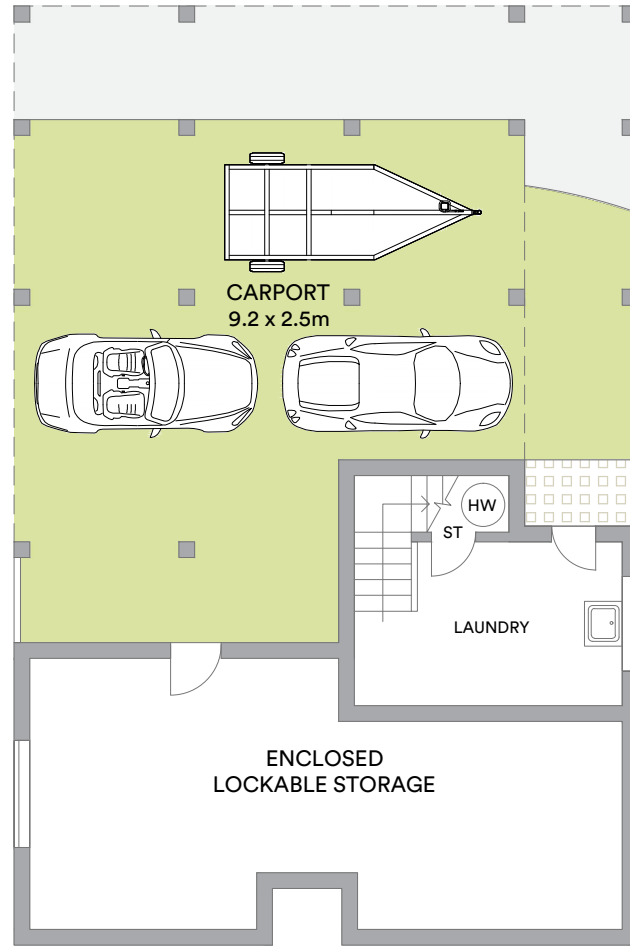 CARPORT
9.2 x 2.5m
HW
ST
LAUNDRY
ENCLOSED
LOCKABLE STORAGE